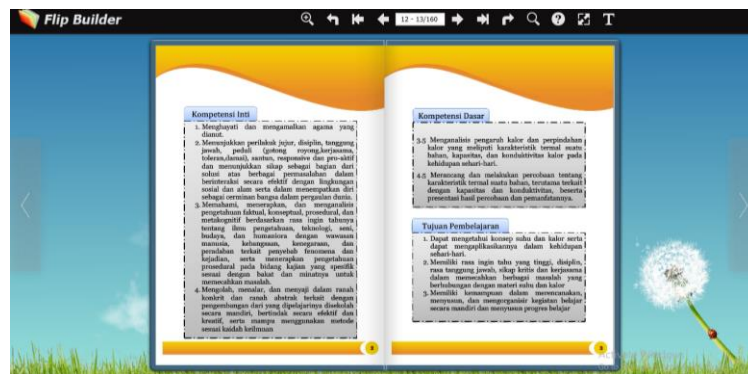 Flip Builder
12 - 13/160
T
Kompetensi Inti
1. Menghayati dan mengamalkan agama yang
dianut.
2. Menunjukkan perilaku jujur, disiplin, tanggung
jawab, peduli (gotong royong,kerjasama,
toleran,damai), santun, responsive dan pro-aktif
dan menunjukkan sikap sebagai bagian dari
solusi atas berbagai permasalahan dalam
berinteraksi secara efektif dengan lingkungan
sosial dan alam serta dalam menempatkan diri
sebagai cerminan bangsa dalam pergaulan dunia.
3. Memahami, menerapkan, dan menganalisis
pengetahuan faktual, konseptual, prosedural, dan
metakognitif berdasarkan rasa ingin tahunya
tentang ilmu pengetahuan, teknologi, seni,
budaya, dan humaniora dengan wawasan
manusia, kebangsaan, kenegaraan, dan
peradaban terkait penyebab fenomena dan
kejadian, serta menerapkan pengetahuan
prosedural pada bidang kajian yang spesifik
sesuai dengan bakat dan minatnya untuk
memecahkan masalah.
4. Mengolah, menalar, dan menyaji dalam ranah
konkrit dan ranah abstrak terkait dengan
pengembangan dari yang dipelajarinya disekolah
secara mandiri, bertindak secara efektif dan
kreatif, serta mampu menggunakan metode
sesuai kaidah keilmuan
Kompetensi Dasar
3.5 Menganalisis pengaruh kalor dan perpindahan
kalor yang meliputi karakteristik termal suatu
bahan, kapasitas, dan konduktivitas kalor pada
kehidupan sehari-hari.
4.5 Merancang dan melakukan percobaan tentang
karakteristik termal suatu bahan, terutama terkait
dengan kapasitas dan konduktivitas, beserta
presentasi hasil percobaan dan pemanfaatannya.
Tujuan Pembelajaran
1. Dapat mengetahui konsep suhu dan kalor serta
dapat mengaplikasikannya dalam kehidupan
sehari-hari.
2. Memiliki rasa ingin tahu yang tinggi, disiplin,
rasa tanggung jawab, sikap kritis dan kerjasama
dalam memecahkan berbagai masalah yang
berhubungan dengan materi suhu dan kalor
3. Memiliki kemampuan dalam merencanakan,
menyusun, dan mengorganisir kegiatan belajar
secara mandiri dan menyusun progres belajar